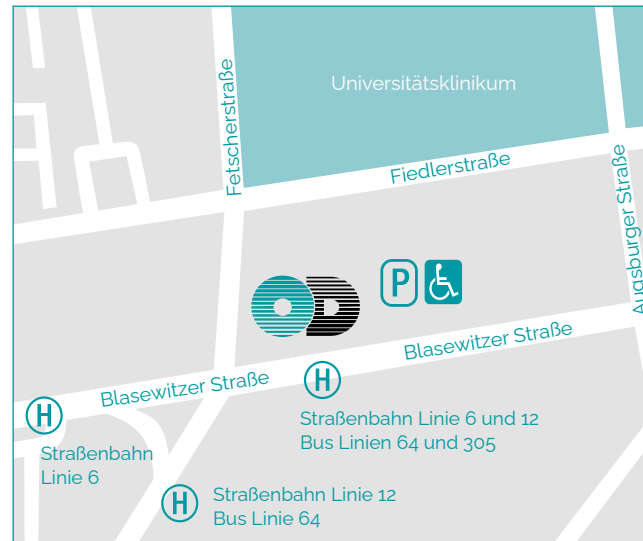 Universitätsklinikum
Fetscherstraße
Fiedlerstraße
Augsburger Straße
P
Blasewitzer Straße
Blasewitzer Straße
H
H
Straßenbahn Linie 6 und 12
Bus Linien 64 und 305
Straßenbahn
Linie 6
H
Straßenbahn Linie 12
Bus Linie 64